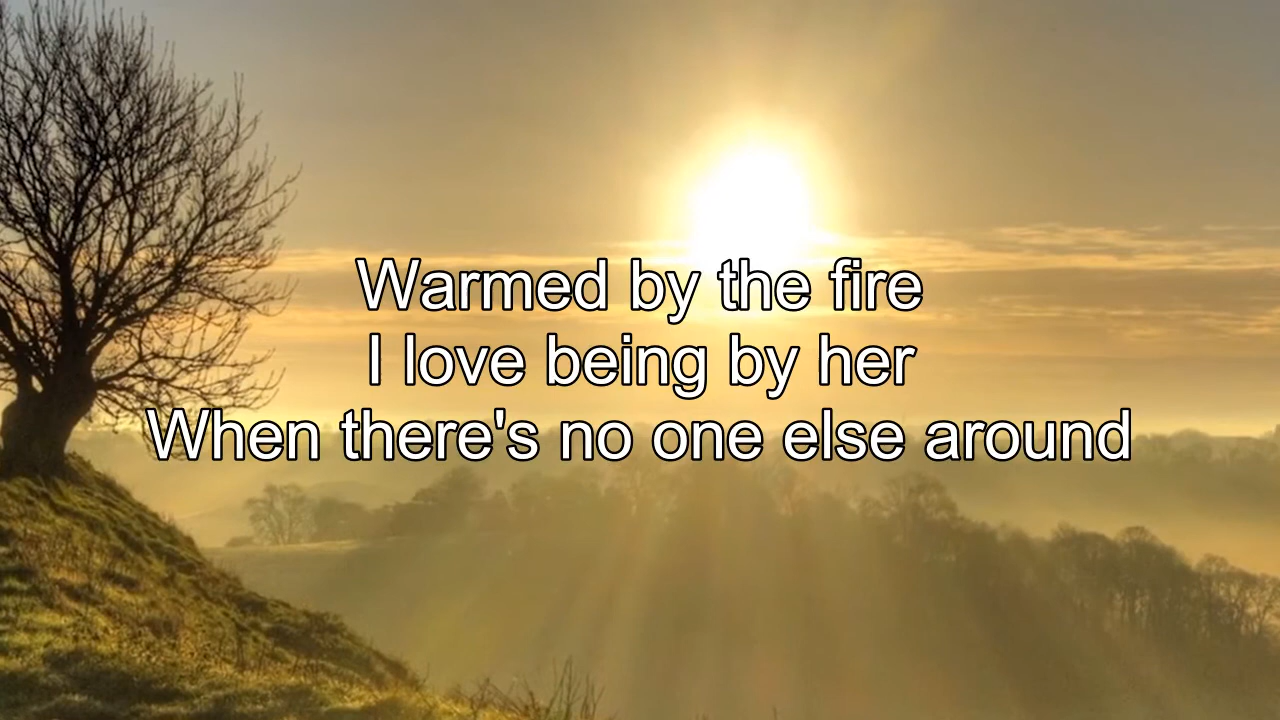 Warmed by the fire
I love being by her
When there's no one else around